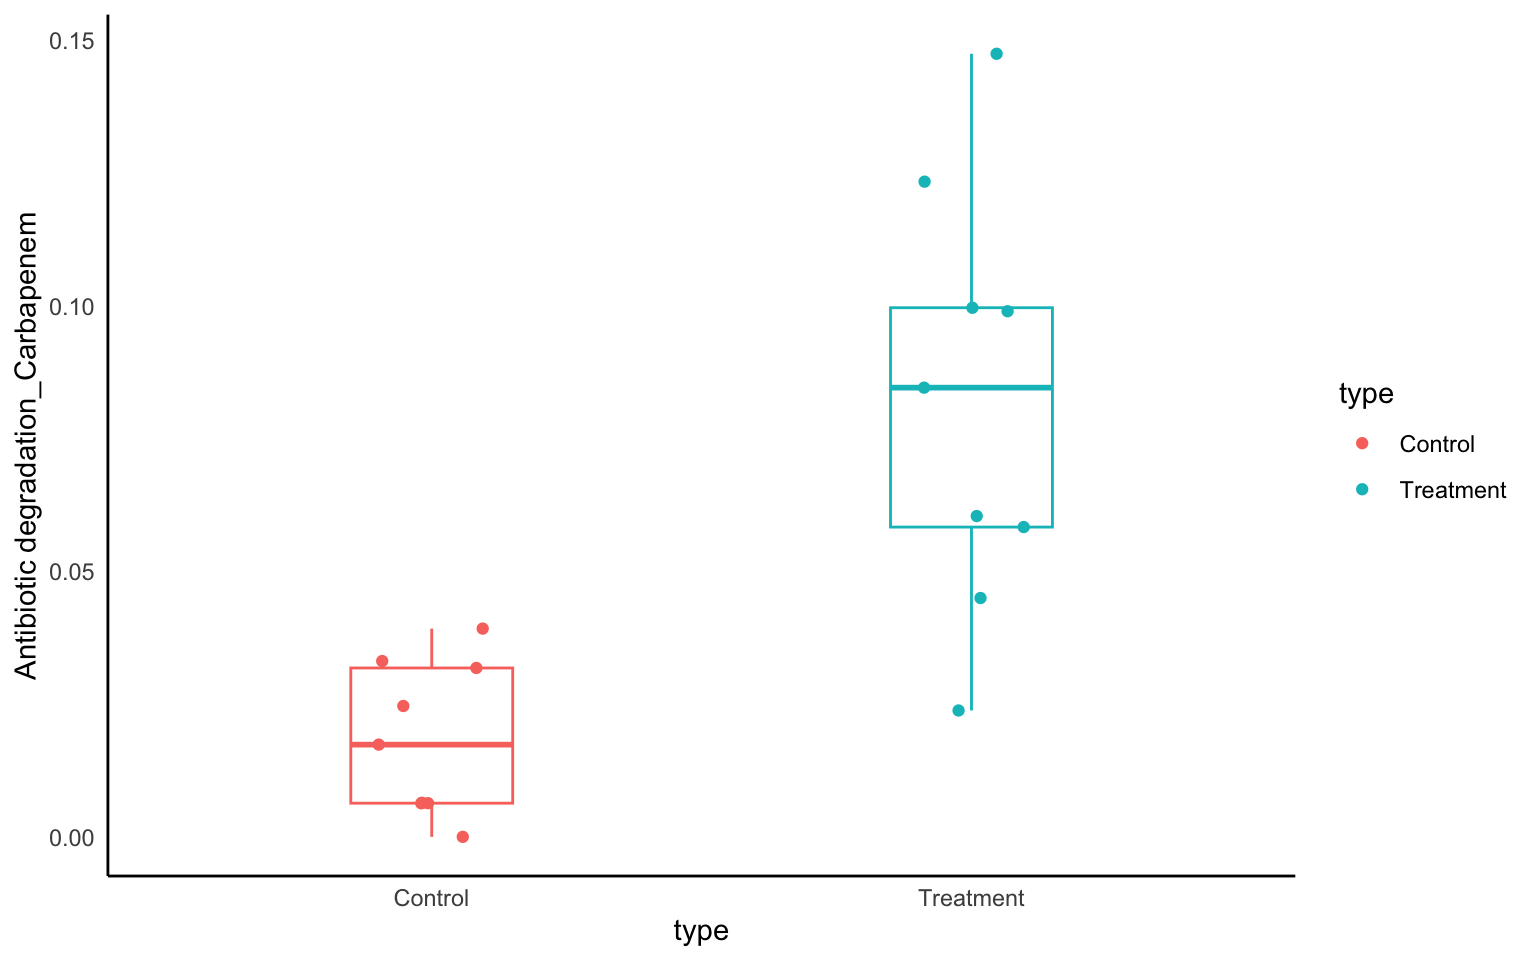 Antibiotic degradation_Carbapenem
0.15
0.10
0.05
0.00
Control
Treatment
type
type
Control
Treatment